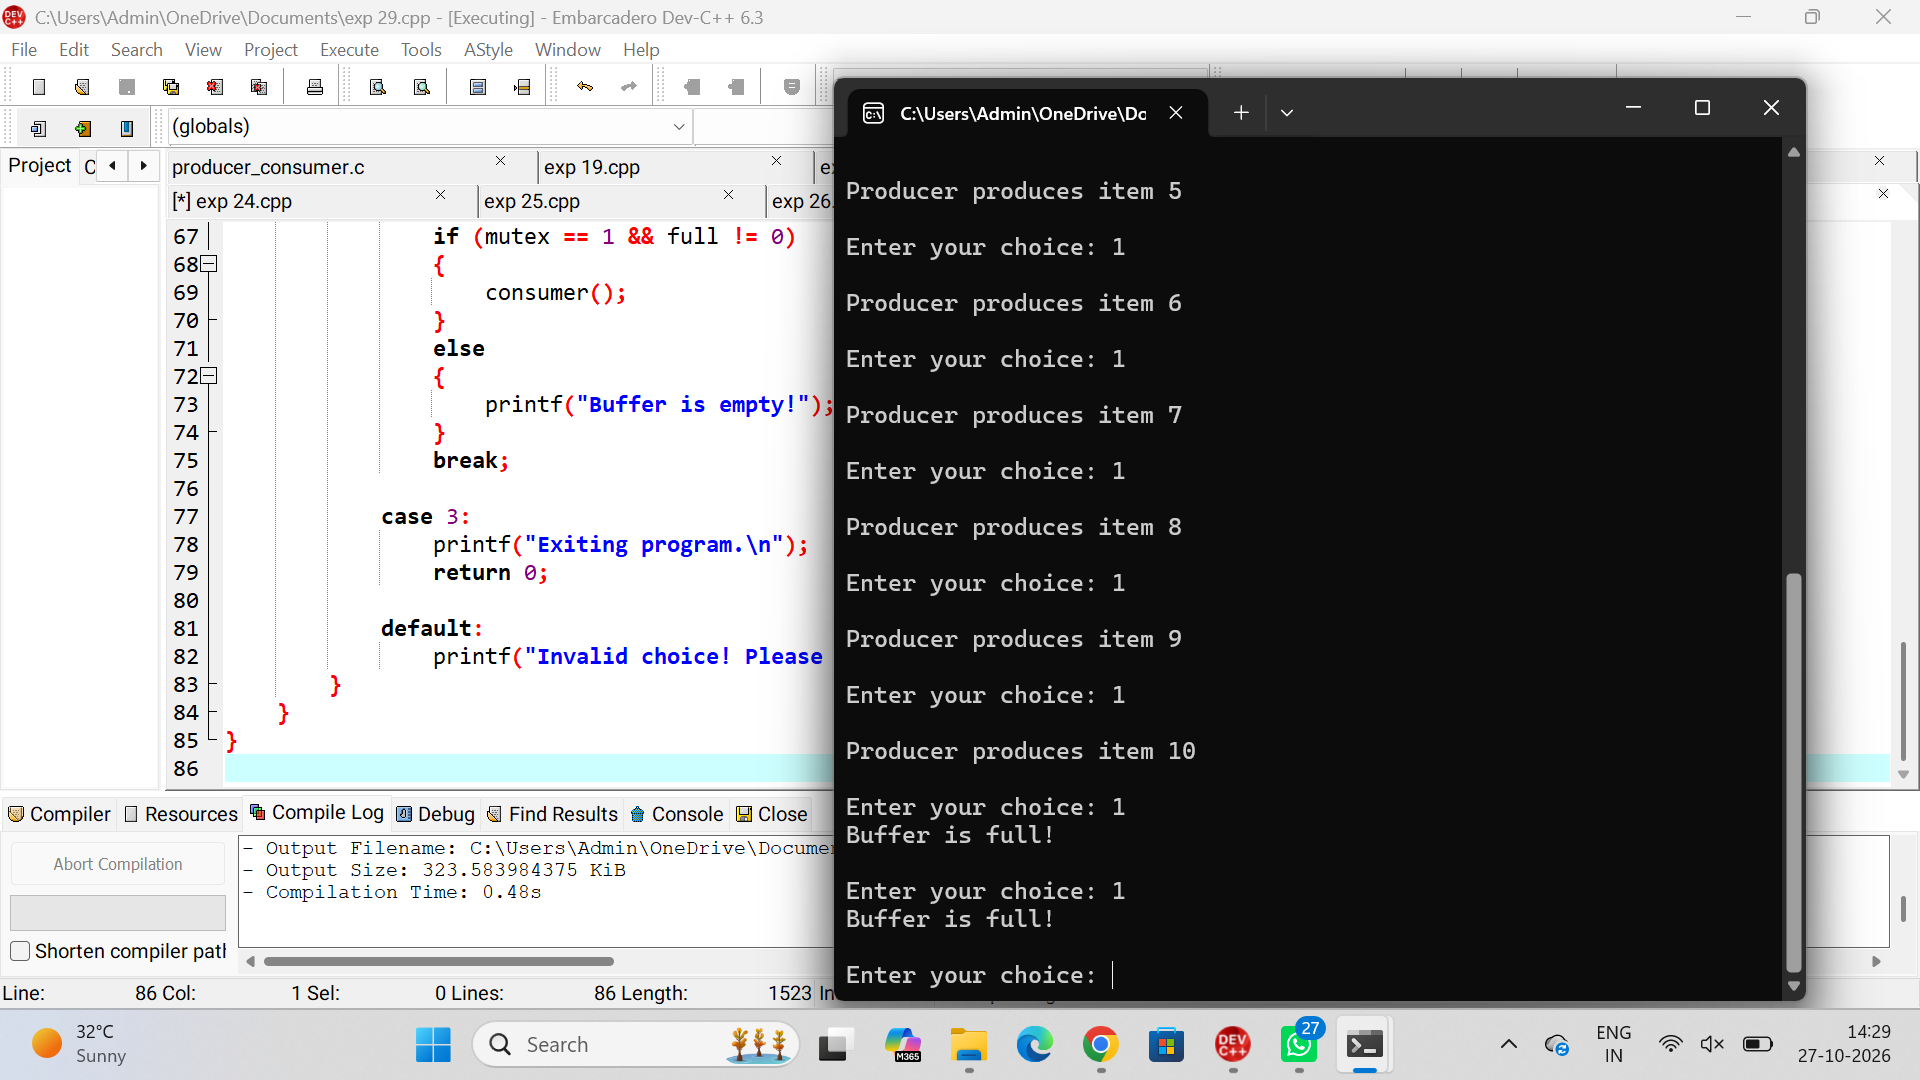 C:\Users\Admin\OneDrive\Documents\exp 29.cpp - [Executing] - Embarcadero Dev-C++ 6.3
File Edit Search View Project Execute Tools AStyle Window Help
(globals)
Project
producer_consumer.c
exp 19.cpp
[*] exp 24.cpp
exp 25.cpp
exp 26.
67 if (mutex == 1 && full != 0)
68 {
69 consumer();
70 }
71 else
72 {
73 printf("Buffer is empty!");
74 }
75 break;
76
77 case 3:
78 printf("Exiting program.\n");
79 return 0;
80
81 default:
82 printf("Invalid choice! Please
83 }
84 }
85 }
86
C:\Users\Admin\OneDrive\Dc
Producer produces item 5
Enter your choice: 1
Producer produces item 6
Enter your choice: 1
Producer produces item 7
Enter your choice: 1
Producer produces item 8
Enter your choice: 1
Producer produces item 9
Enter your choice: 1
Producer produces item 10
Enter your choice: 1
Buffer is full!
Enter your choice: 1
Buffer is full!
Enter your choice:
Compiler Resources Compile Log Debug Find Results Console Close
Abort Compilation
Shorten compiler path
- Output Filename: C:\Users\Admin\OneDrive\Documen
- Output Size: 323.583984375 KiB
- Compilation Time: 0.48s
Line: 86 Col: 1 Sel: 0 Lines: 86 Length: 1523 In
32°C
Sunny
Search
M365
DEV C++
27
ENG
IN
14:29
27-10-2026